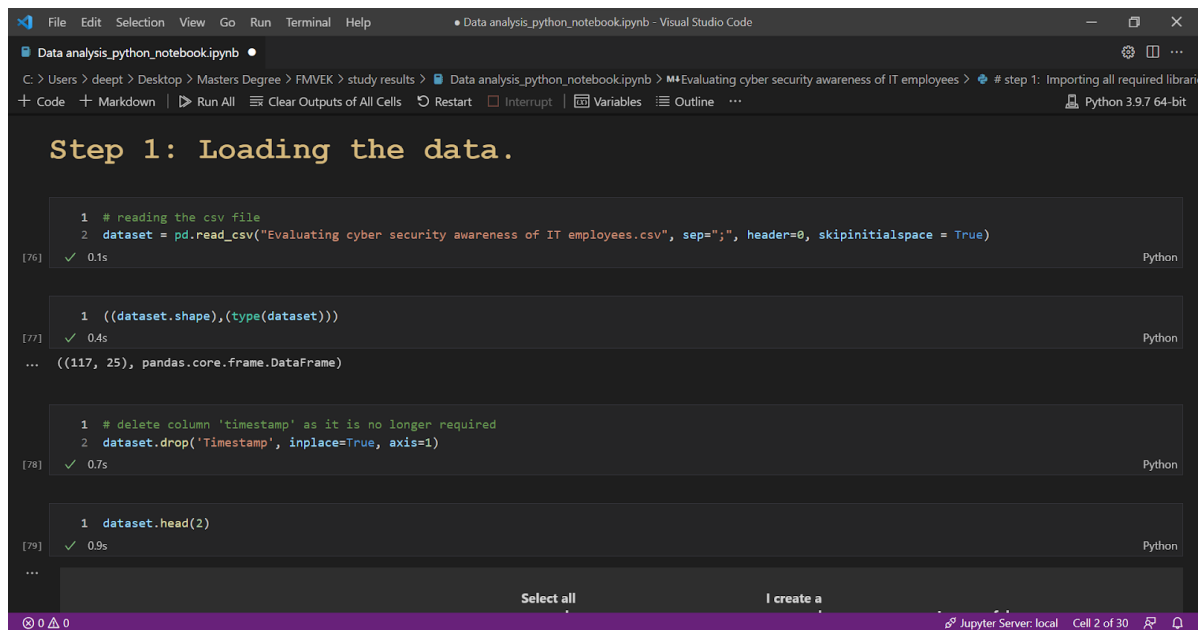 File Edit Selection View Go Run Terminal Help ● Data analysis_python_notebook.ipynb - Visual Studio Code
Data analysis_python_notebook.ipynb ●
C: > Users > deept > Desktop > Masters Degree > FMVEK > study results > Data analysis_python_notebook.ipynb > M↓Evaluating cyber security awareness of IT employees > # step 1: Importing all required librari
+ Code + Markdown | Run All Clear Outputs of All Cells Restart Interrupt | Variables Outline ··· Python 3.9.7 64-bit
Step 1: Loading the data.
1 # reading the csv file
2 dataset = pd.read_csv("Evaluating cyber security awareness of IT employees.csv", sep=";", header=0, skipinitialspace = True)
[76] ✓ 0.1s Python
1 ((dataset.shape),(type(dataset)))
[77] ✓ 0.4s Python
... ((117, 25), pandas.core.frame.DataFrame)
1 # delete column 'timestamp' as it is no longer required
2 dataset.drop('Timestamp', inplace=True, axis=1)
[78] ✓ 0.7s Python
1 dataset.head(2)
[79] ✓ 0.9s Python
...
Select all I create a
0 0 Jupyter Server: local Cell 2 of 30